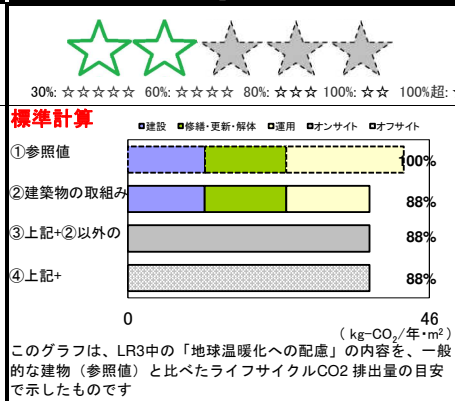 30%: ☆☆☆☆☆ 60%: ☆☆☆☆ 80%: ☆☆☆ 100%: ☆☆ 100%超:
標準計算
■建設 ■修繕・更新・解体 □運用 ■オンサイト □オフサイト
①参照値 100%
②建築物の取組み 88%
③上記+②以外の 88%
④上記+ 88%
0 46
( kg-CO₂/年・m² )
このグラフは、LR3中の「地球温暖化への配慮」の内容を、一般
的な建物（参照値）と比べたライフサイクルCO2 排出量の目安
で示したものです